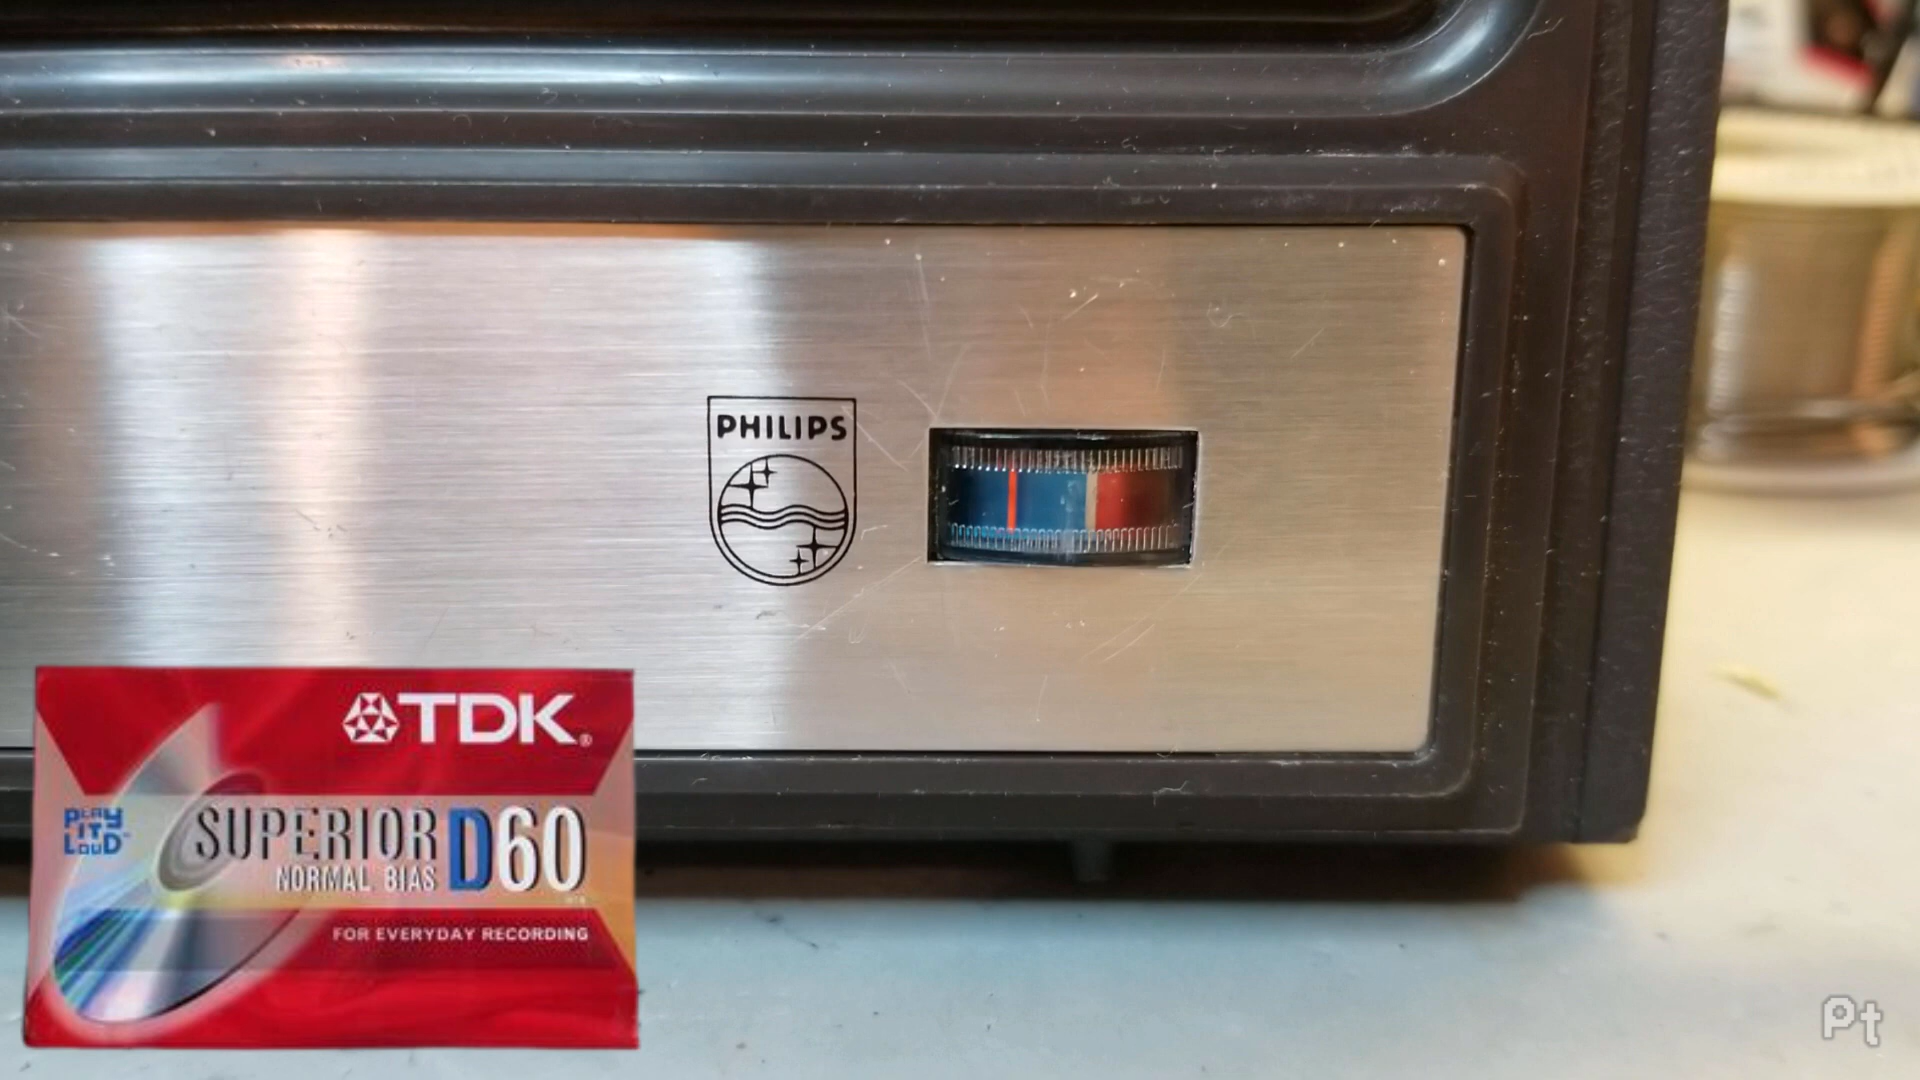 PHILIPS
TDK
PLAY
IT
LOUD
SUPERIOR D60
NORMAL BIAS
FOR EVERYDAY RECORDING
Pt